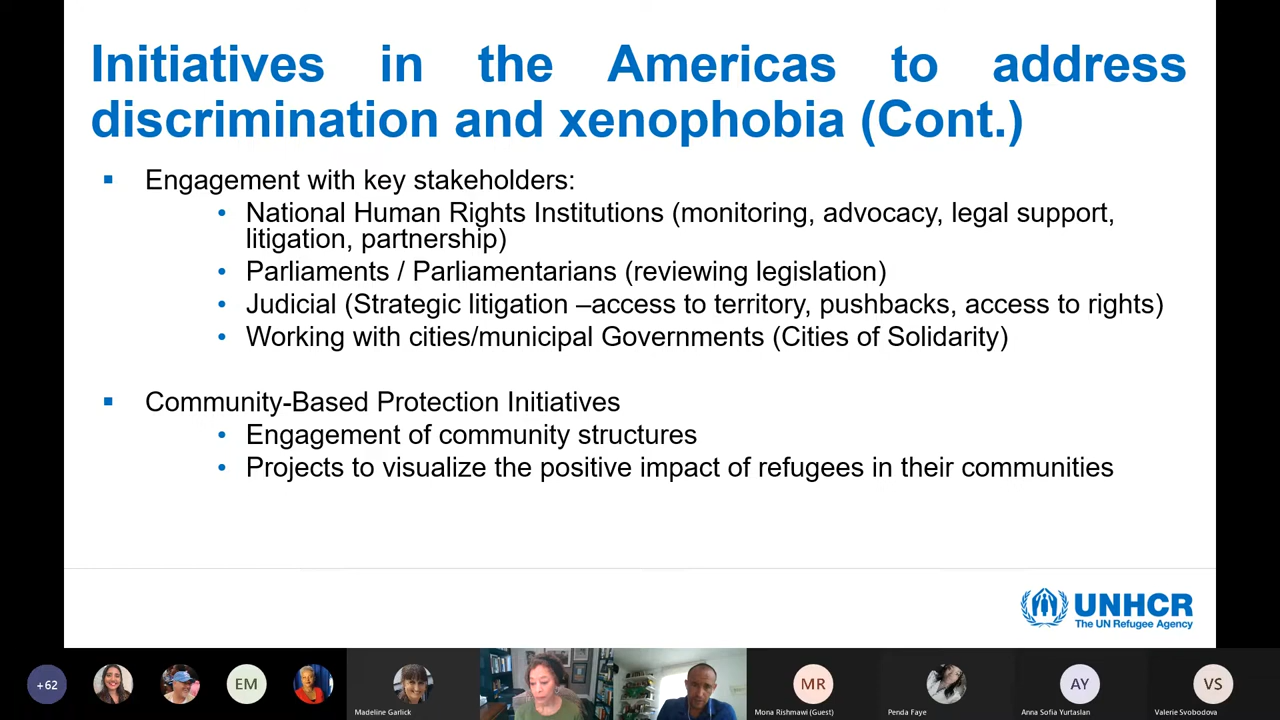 Initiatives in the Americas to address
discrimination and xenophobia (Cont.)
Engagement with key stakeholders:
National Human Rights Institutions (monitoring, advocacy, legal support,
litigation, partnership)
Parliaments / Parliamentarians (reviewing legislation)
Judicial (Strategic litigation –access to territory, pushbacks, access to rights)
Working with cities/municipal Governments (Cities of Solidarity)
Community-Based Protection Initiatives
Engagement of community structures
Projects to visualize the positive impact of refugees in their communities
UNHCR
The UN Refugee Agency
+62
EM
MR
AY
VS
Madeline Garlick
Mona Rishmawi (Guest)
Penda Faye
Anna Sofia Yurtaslan
Valerie Svobodova